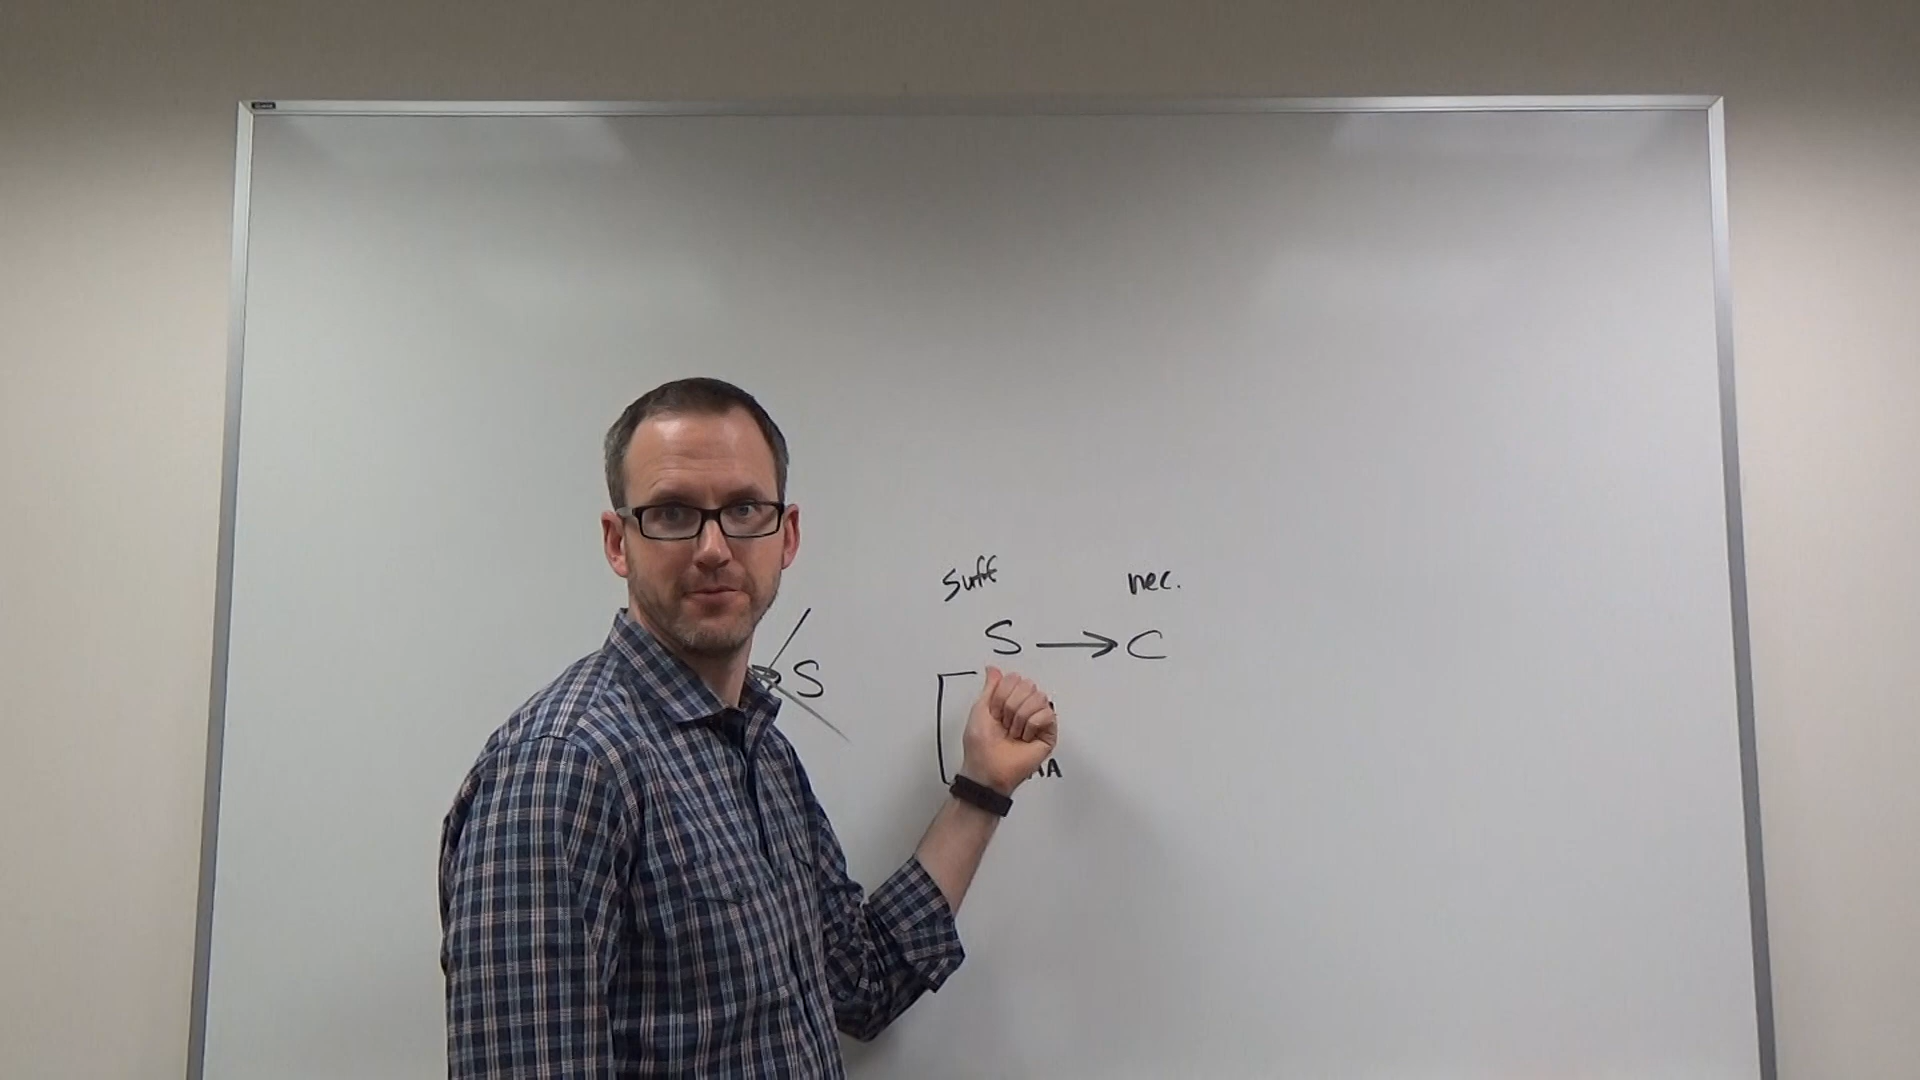 suff nec.
S → C
S